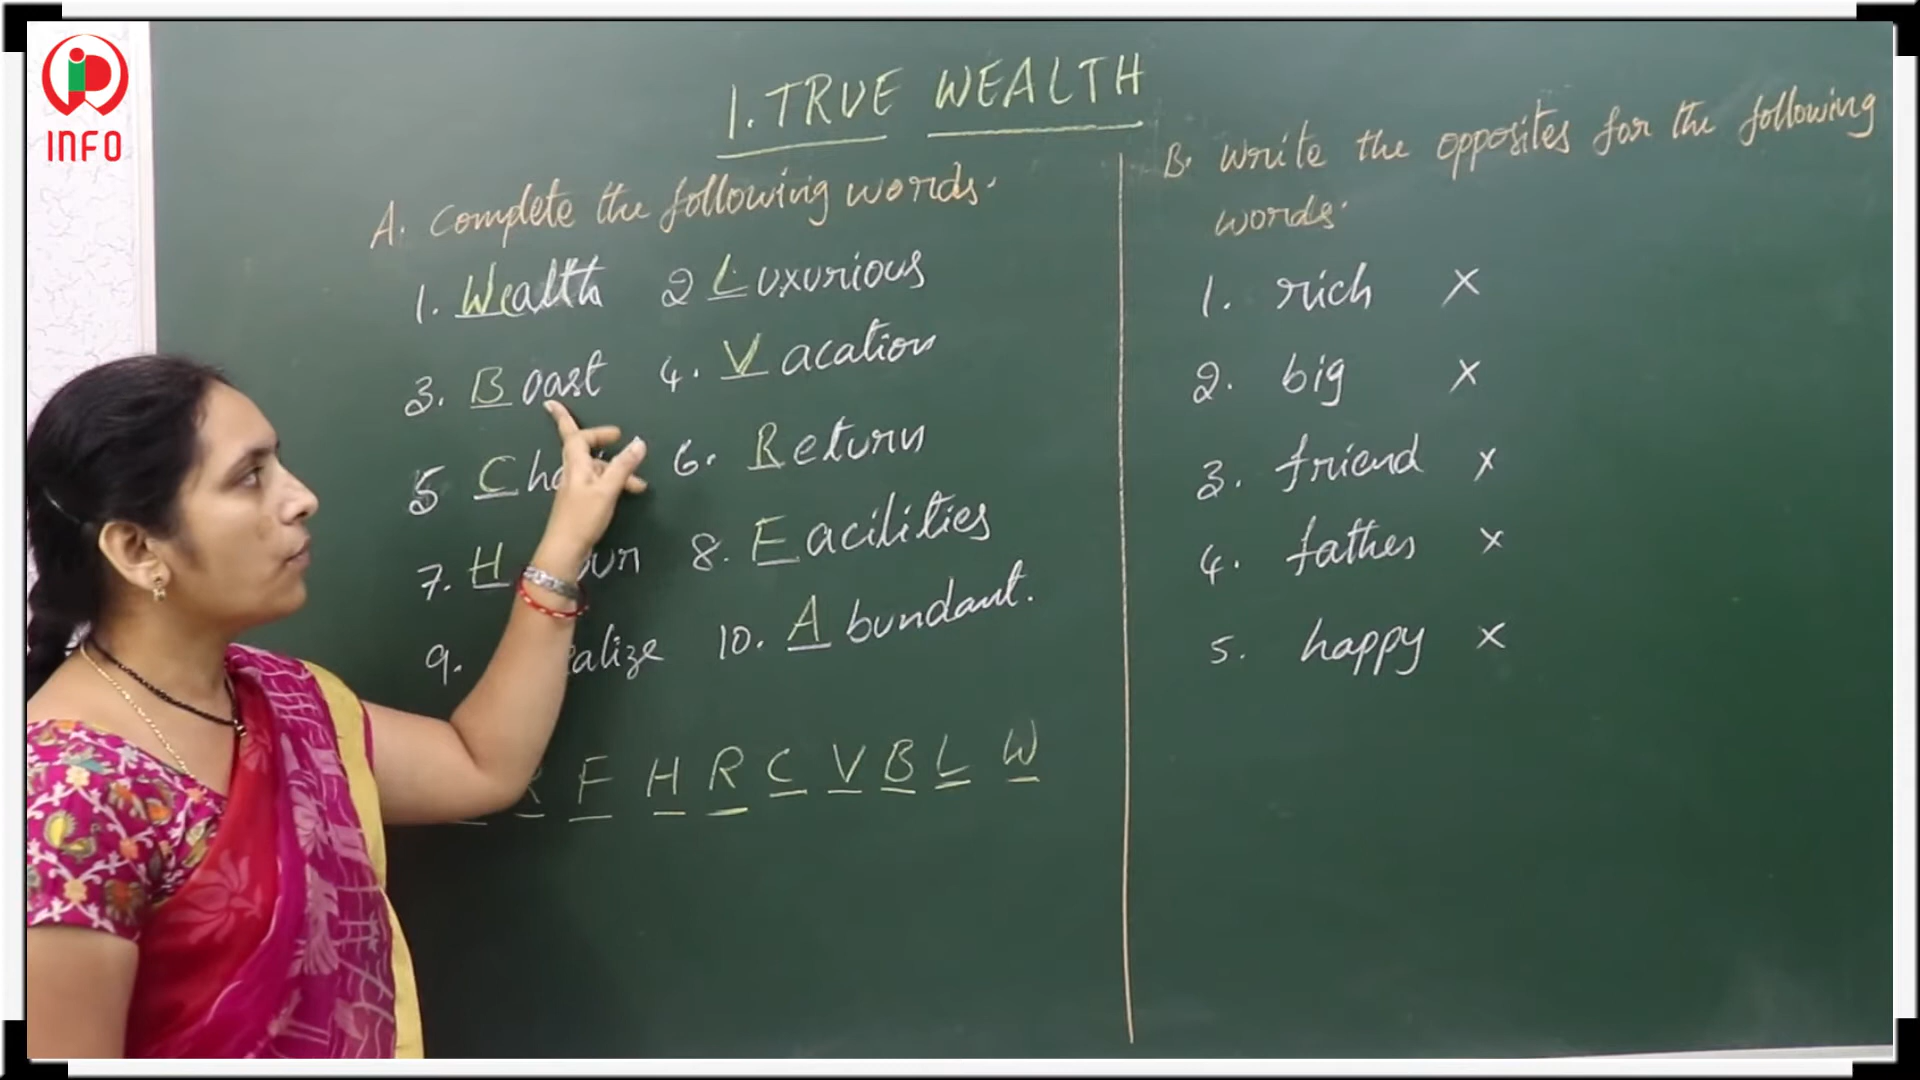 INFO
1. TRUE WEALTH
A. Complete the following words.
1. Wealth 2 Luxurious
3. Boast 4. Vacation
5 6. Return
7. 8. Facilities
9. 10. Abundant.
F H R C V B L W
B. Write the opposites for the following
words.
1. rich X
2. big X
3. friend X
4. father X
5. happy X